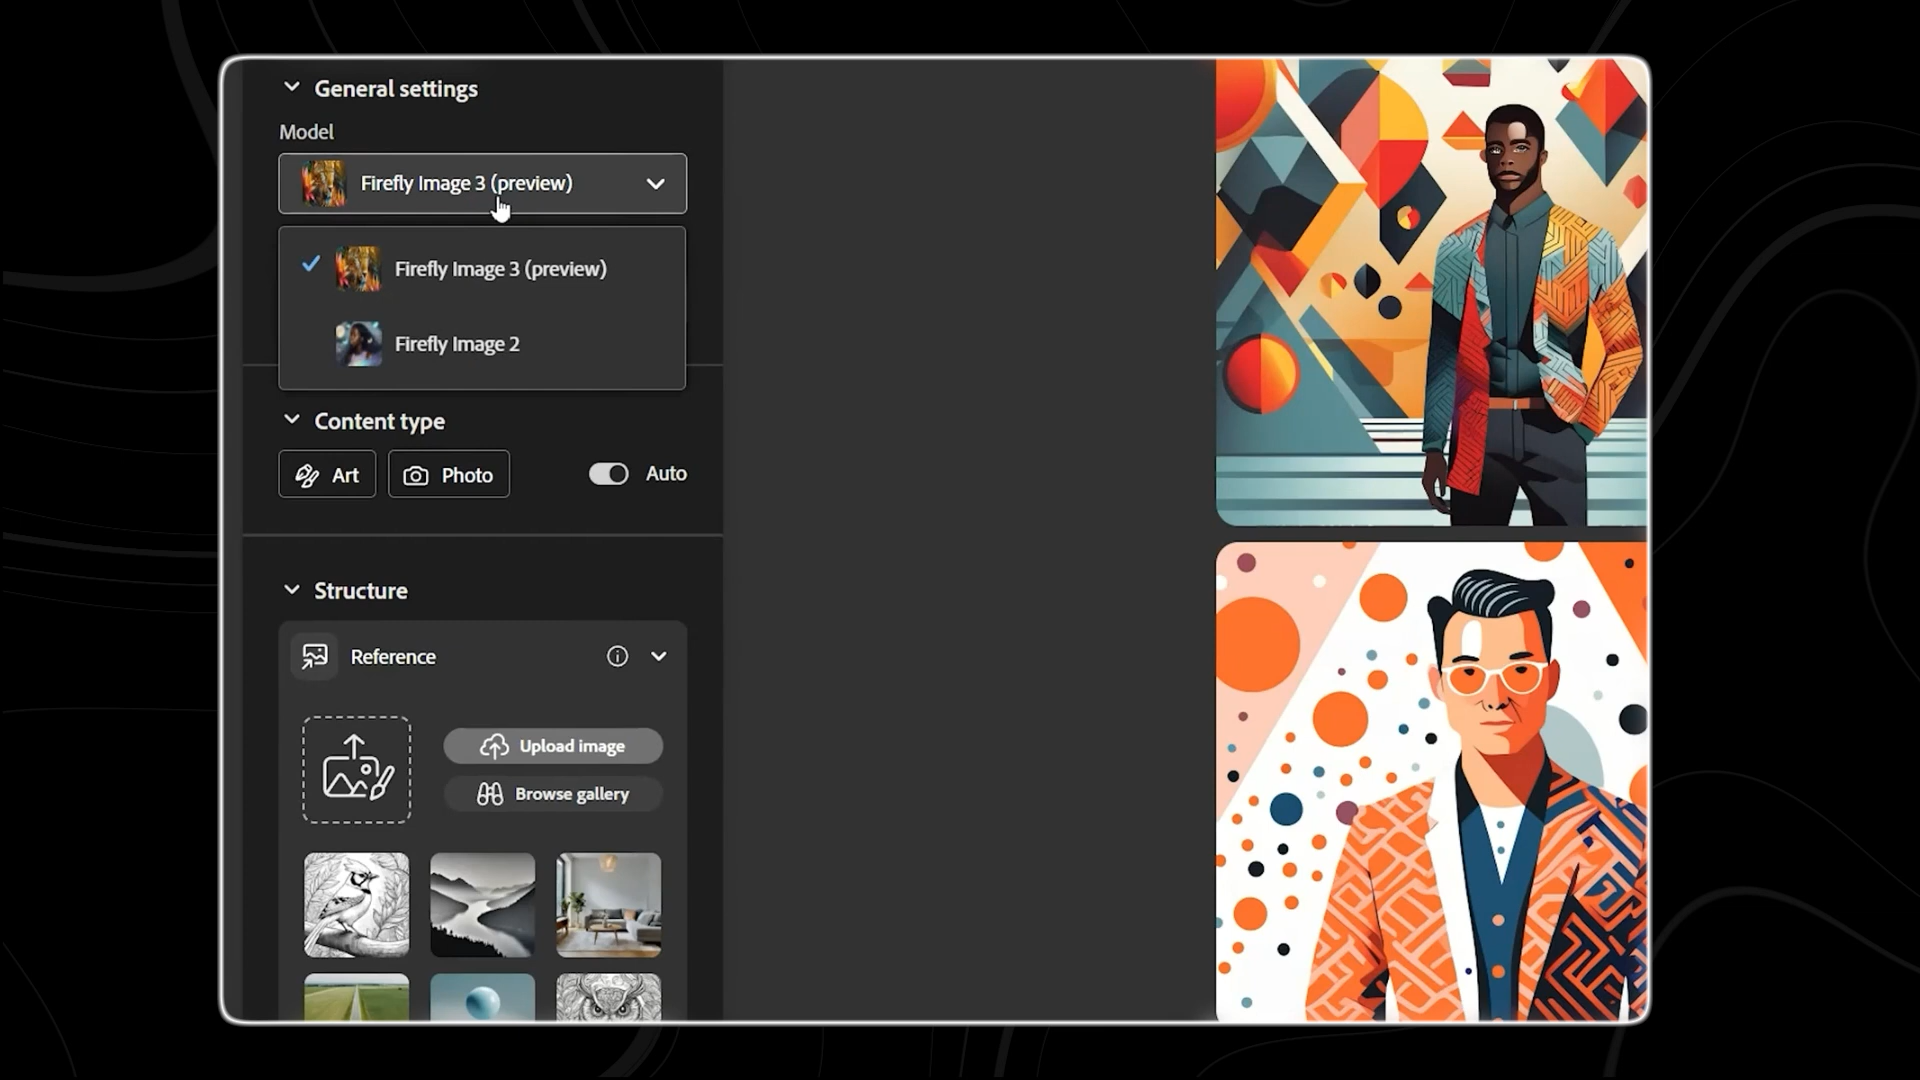 General settings
Model
Firefly Image 3 (preview)
Firefly Image 3 (preview)
Firefly Image 2
Content type
Art
Photo
Auto
Structure
Reference
Upload image
Browse gallery